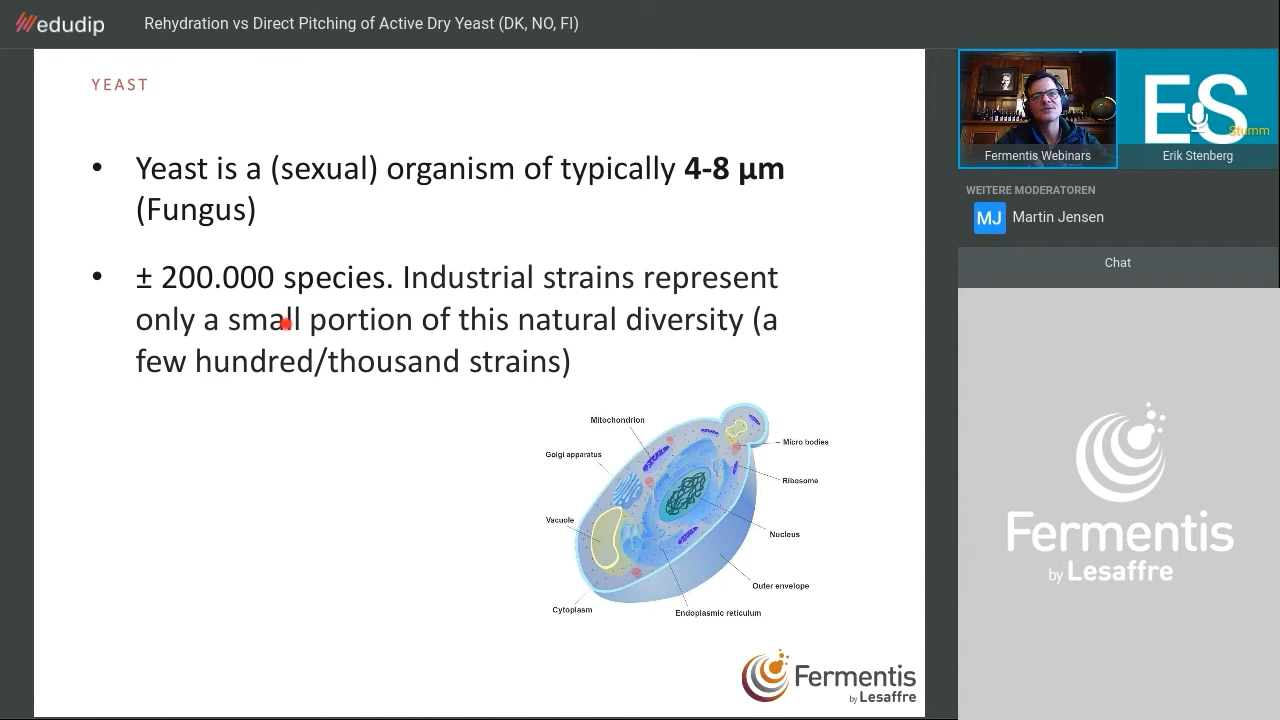 edudip
Rehydration vs Direct Pitching of Active Dry Yeast (DK, NO, FI)
YEAST
• Yeast is a (sexual) organism of typically 4-8 µm
(Fungus)
• ± 200.000 species. Industrial strains represent
only a small portion of this natural diversity (a
few hundred/thousand strains)
Mitochondrion
Golgi apparatus
Vacuole
Cytoplasm
Micro bodies
Ribosome
Nucleus
Outer envelope
Endoplasmic reticulum
Fermentis
by Lesaffre
Fermentis Webinars
ES
Stumm
Erik Stenberg
WEITERE MODERATOREN
MJ Martin Jensen
Chat
Fermentis
by Lesaffre